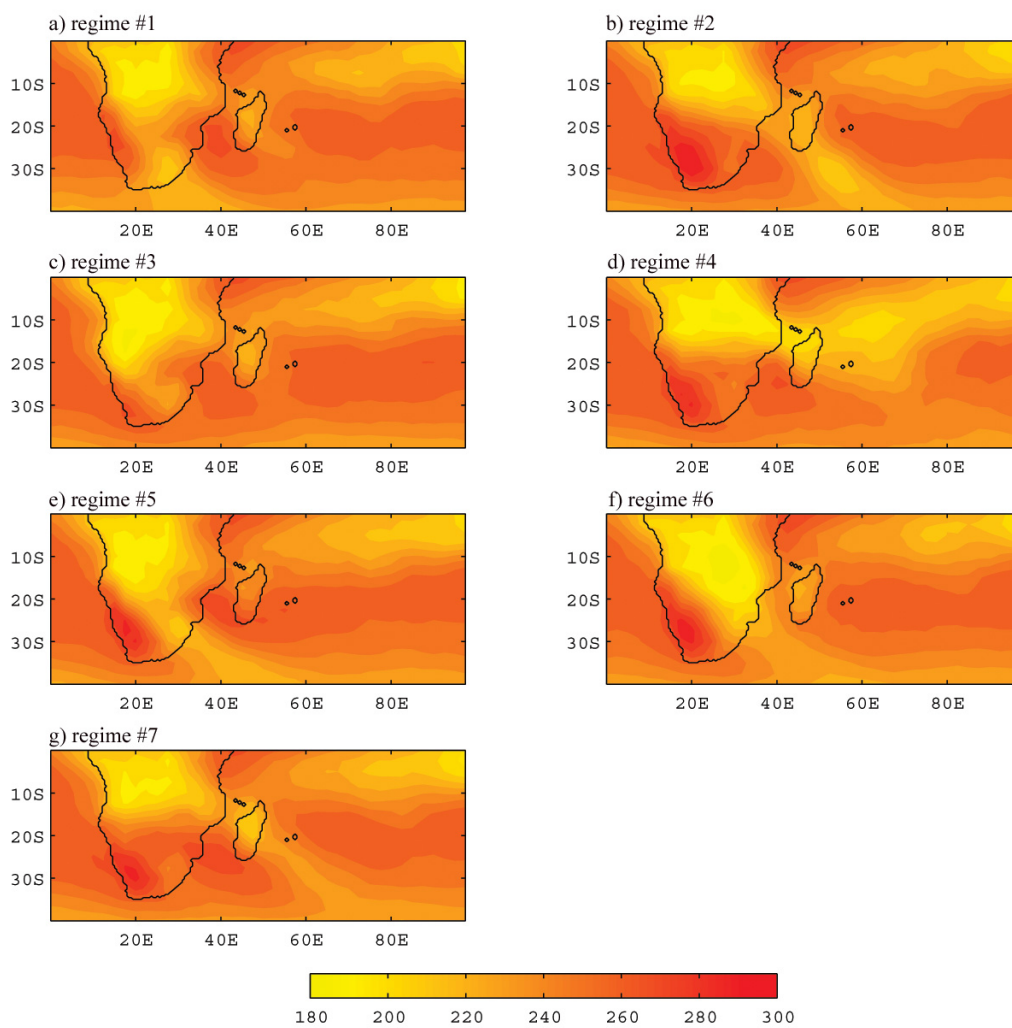 a) regime #1
b) regime #2
10S
20S
30S
10S
20S
30S
20E 40E 60E 80E
20E 40E 60E 80E
c) regime #3
d) regime #4
10S
20S
30S
10S
20S
30S
20E 40E 60E 80E
20E 40E 60E 80E
e) regime #5
f) regime #6
10S
20S
30S
10S
20S
30S
20E 40E 60E 80E
20E 40E 60E 80E
g) regime #7
10S
20S
30S
20E 40E 60E 80E
180 200 220 240 260 280 300